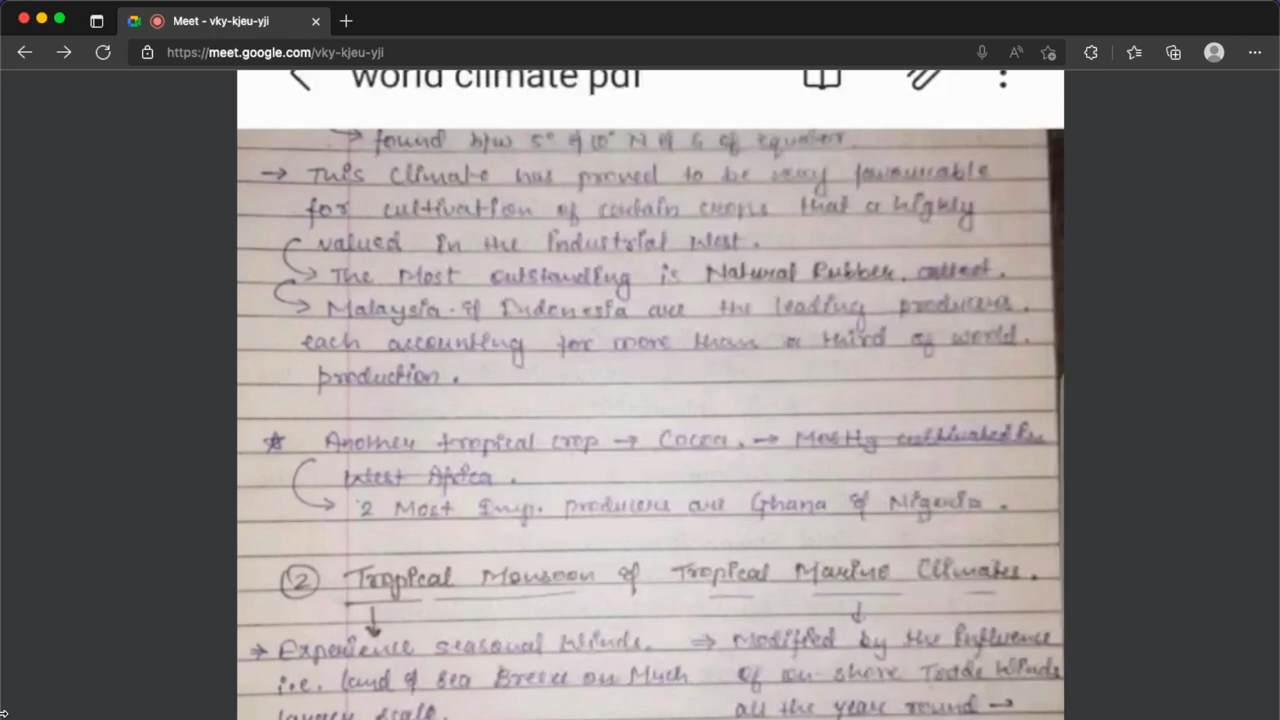 Meet - vky-kjeu-yji
https://meet.google.com/vky-kjeu-yji
world climate pdf
→ found b/w 5° & 10° N & S of equator.
→ This Climate has proved to be very favourable
for cultivation of certain crops that a highly
valued in the industrial West.
→ The Most outstanding is Natural Rubber.
→ Malaysia & Indonesia are the leading producers.
each accounting for more than a third of world.
production.
☆ Another tropical crop → Cocoa. → Mostly cultivated in
West Africa.
→ 2 Most Imp. producers are Ghana & Nigeria.
② Tropical Monsoon & Tropical Marine Climates.
→ Experience seasonal Winds.
i.e. land & sea Breeze on Much
larger scale.
⇒ Modified by the Influence
of on shore Trade Winds
all the year round →